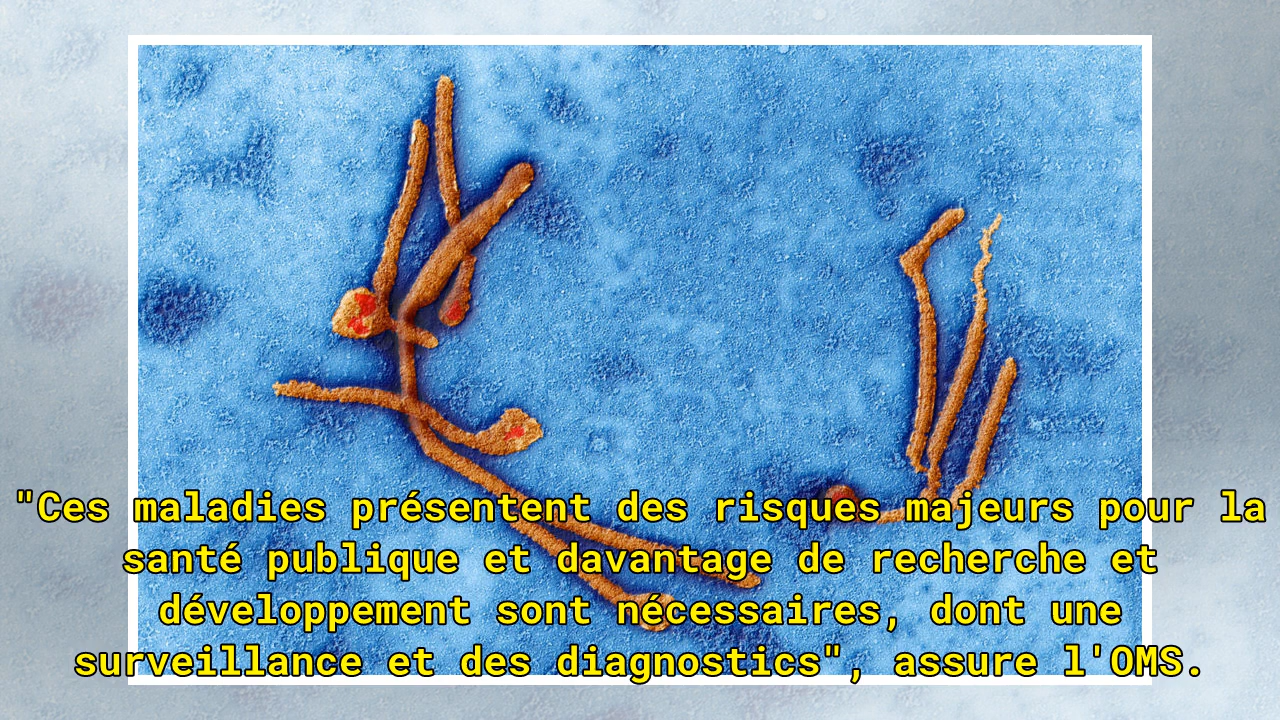 "Ces maladies présentent des risques majeurs pour la
santé publique et davantage de recherche et
développement sont nécessaires, dont une
surveillance et des diagnostics", assure l'OMS.